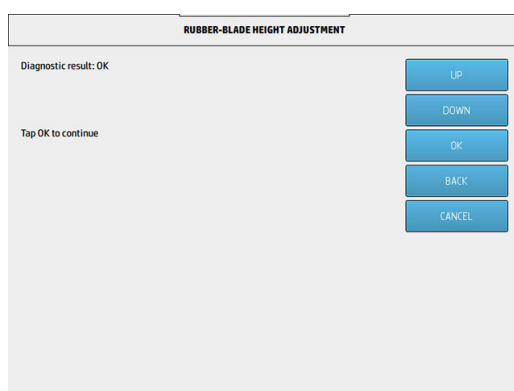 RUBBER-BLADE HEIGHT ADJUSTMENT
Diagnostic result: OK
Tap OK to continue
UP
DOWN
OK
BACK
CANCEL